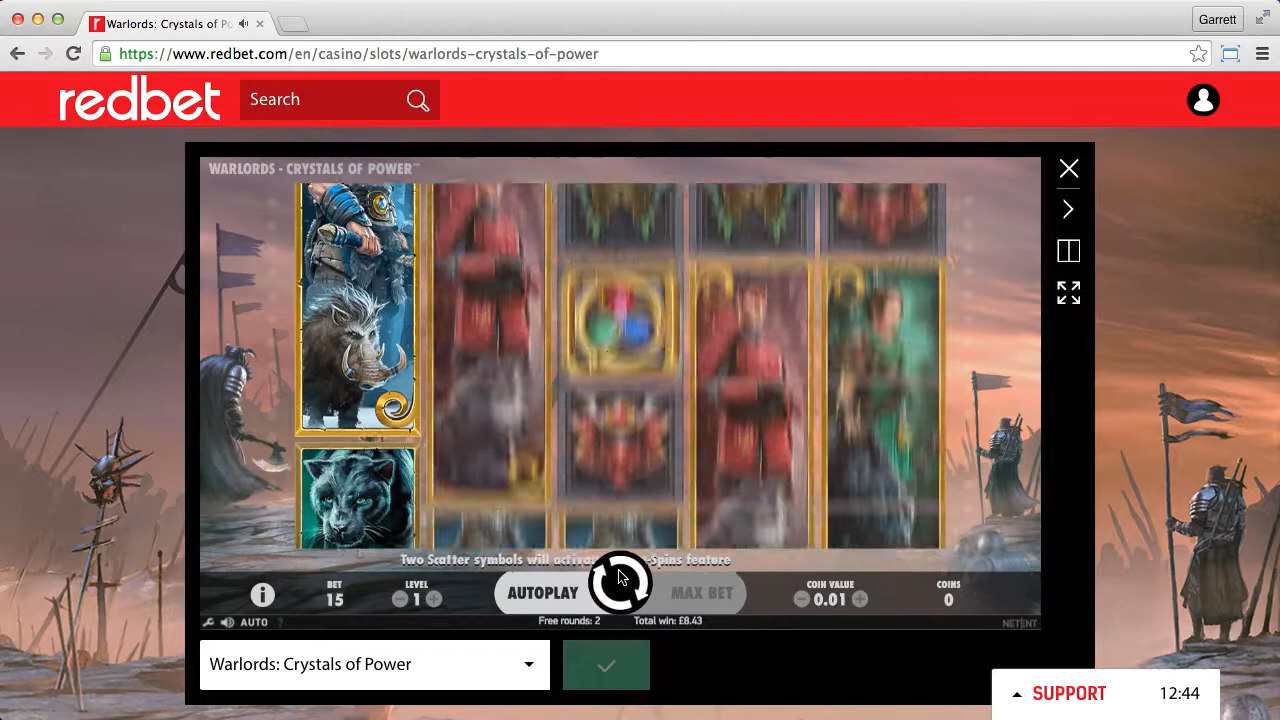 Warlords: Crystals of Po
Garrett
https://www.redbet.com/en/casino/slots/warlords-crystals-of-power
redbet
Search
WARLORDS - CRYSTALS OF POWER™
Two Scatter symbols will activa -Spins feature
BET
15
LEVEL
1
AUTOPLAY
MAX BET
COIN VALUE
0.01
COINS
0
AUTO ?
Free rounds: 2
Total win: £8.43
NETENT
Warlords: Crystals of Power
SUPPORT
12:44